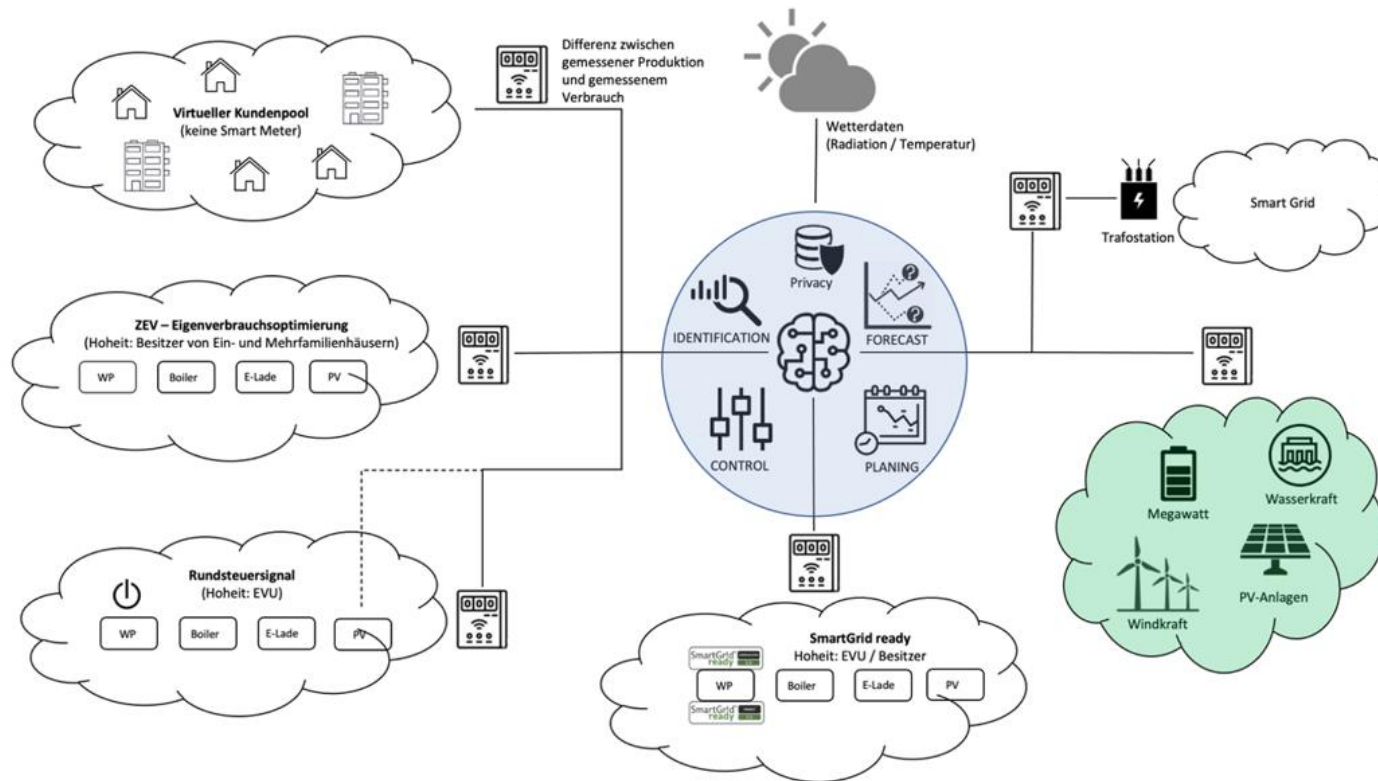 Differenz zwischen
gemessener Produktion
und gemessenem
Verbrauch
Virtueller Kundenpool
(keine Smart Meter)
Wetterdaten
(Radiation / Temperatur)
Trafostation
Smart Grid
Privacy
IDENTIFICATION
FORECAST
CONTROL
PLANING
ZEV – Eigenverbrauchsoptimierung
(Hoheit: Besitzer von Ein- und Mehrfamilienhäusern)
WP
Boiler
E-Lade
PV
Rundsteuersignal
(Hoheit: EVU)
WP
Boiler
E-Lade
PV
SmartGrid ready
Hoheit: EVU / Besitzer
SmartGrid
ready
WP
Boiler
E-Lade
PV
SmartGrid
ready
Megawatt
Wasserkraft
Windkraft
PV-Anlagen